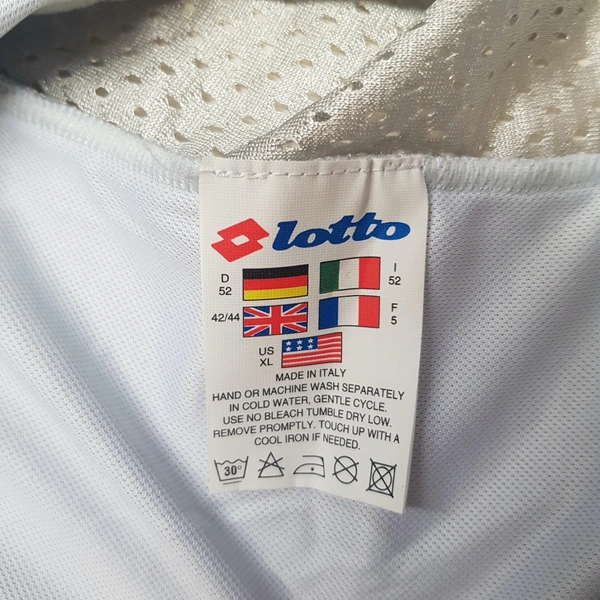 lotto
D
52
I
52
42/44
F
5
US
XL
MADE IN ITALY
HAND OR MACHINE WASH SEPARATELY
IN COLD WATER, GENTLE CYCLE.
USE NO BLEACH TUMBLE DRY LOW.
REMOVE PROMPTLY. TOUCH UP WITH A
COOL IRON IF NEEDED.
30°